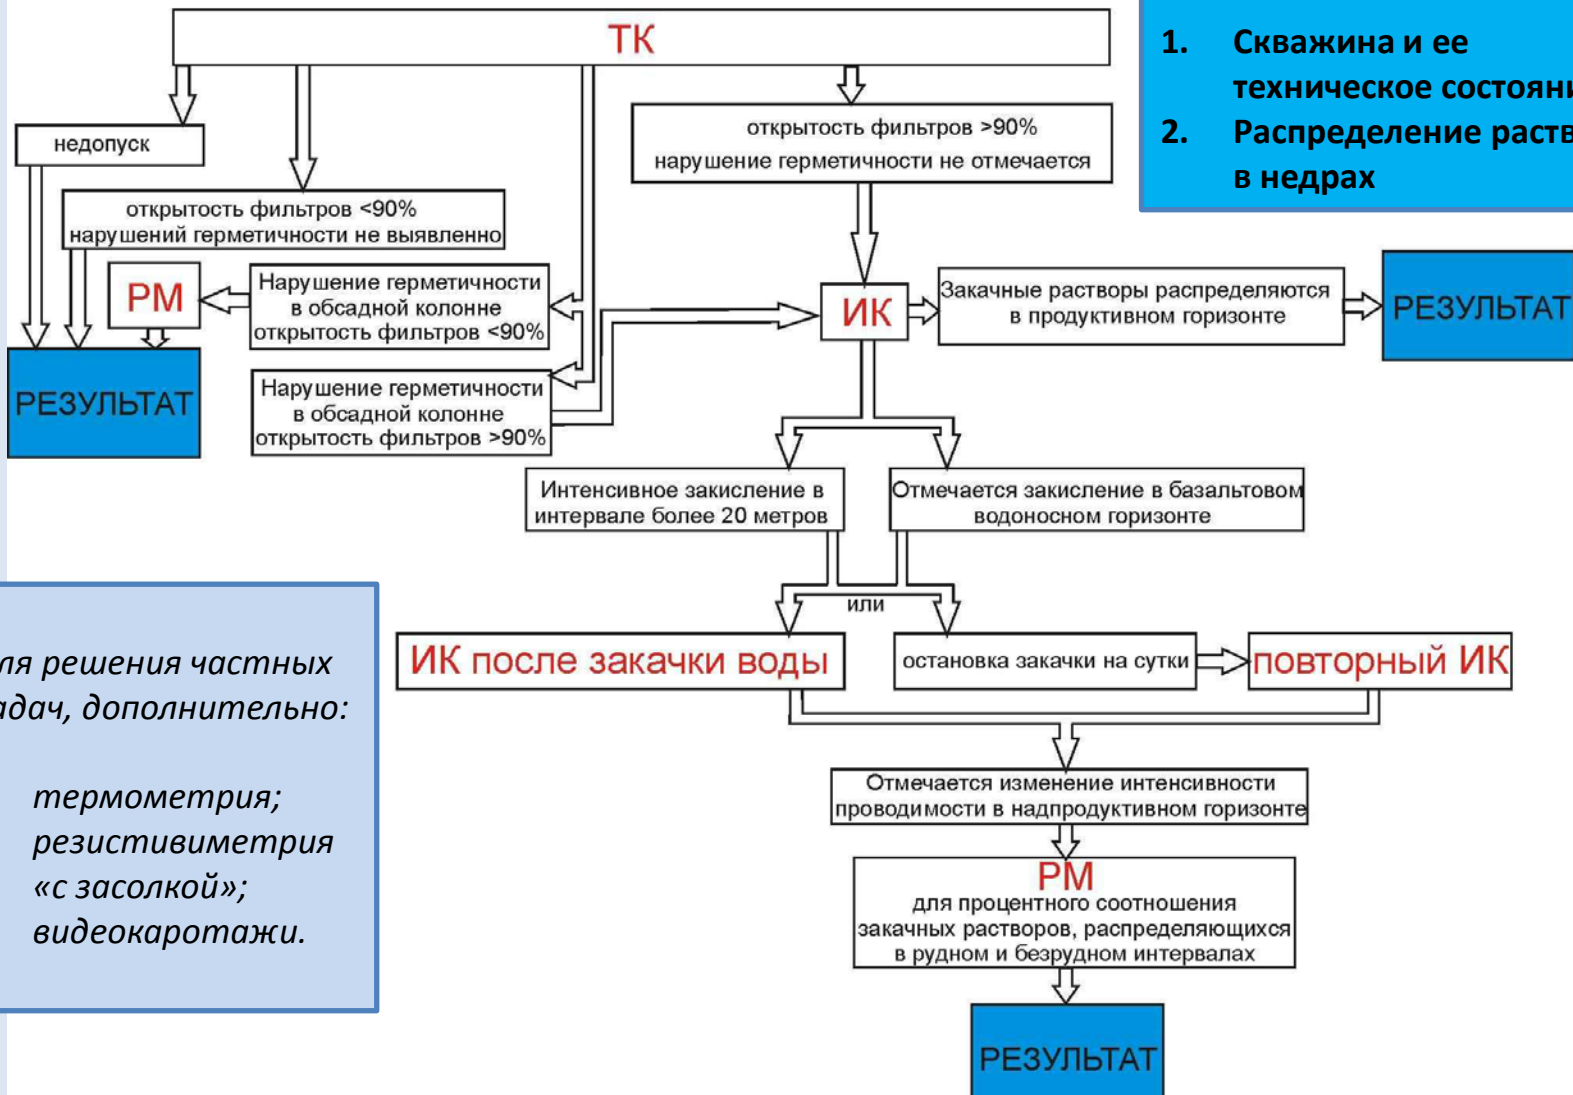 ТК
1. Скважина и ее
техническое
2. Распределение
в недрах
недопуск
открытость фильтров >90%
нарушение герметичности не отмечается
открытость фильтров <90%
нарушений герметичности не выявленно
РМ
Нарушение герметичности
в обсадной колонне
открытость фильтров <90%
ИК
Закачные растворы распределяются
в продуктивном горизонте
РЕЗУЛЬТАТ
РЕЗУЛЬТАТ
Нарушение герметичности
в обсадной колонне
открытость фильтров >90%
Интенсивное закисление в
интервале более 20 метров
Отмечается закисление в базальтовом
водоносном горизонте
или
ИК после закачки воды
остановка закачки на сутки
повторный ИК
решения частных
дополнительно:
термометрия;
резистивиметрия
«с засолкой»;
видеокаротажи.
Отмечается изменение интенсивности
проводимости в надпродуктивном горизонте
РМ
для процентного соотношения
закачных растворов, распределяющихся
в рудном и безрудном интервалах
РЕЗУЛЬТАТ